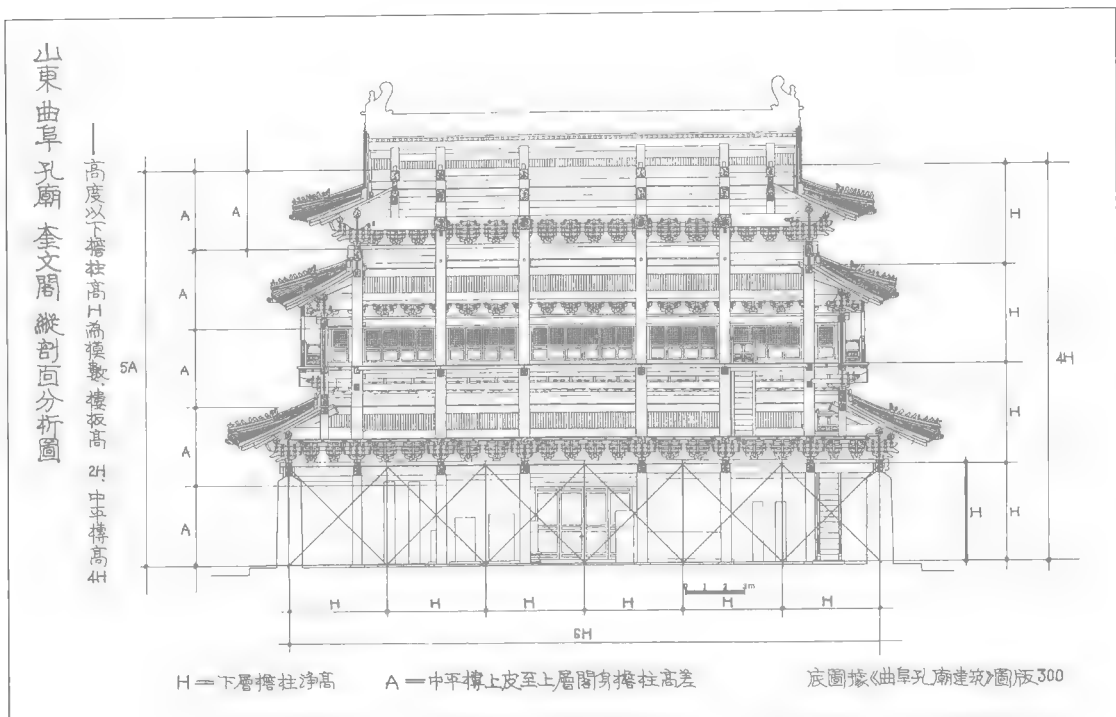 山東曲阜孔廟奎文閣縱剖面分析圖
——高度以下檐柱高H為模數、樓板高2H、中平槫高4H
5A
A
A
A
A
A
A
H
H
H
H
H
4H
0 1 2 3m
H
H
H
H
H
H
6H
H=下層檐柱淨高
A=中平槫上皮至上層閣身檐柱高差
底圖據《曲阜孔廟建筑》圖版300